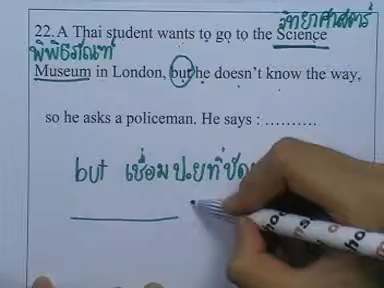 วิทยาศาสตร์
22. A Thai student wants to go to the Science
พิพิธภัณฑ์
Museum in London, but he doesn't know the way,
so he asks a policeman. He says : ..........
but เชื่อม ปะยที่ขัด